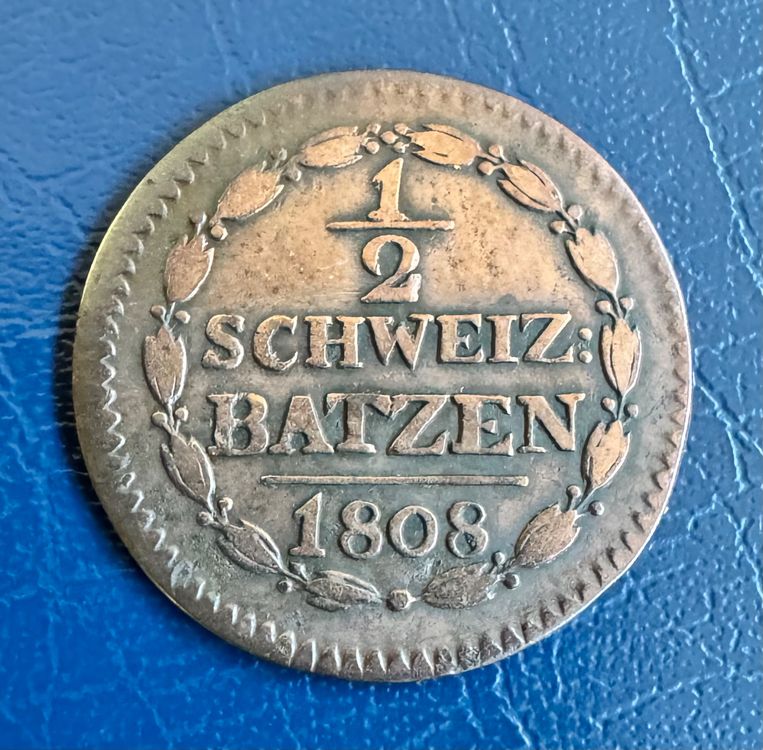 1/2
SCHWEIZ:
BATZEN
1808